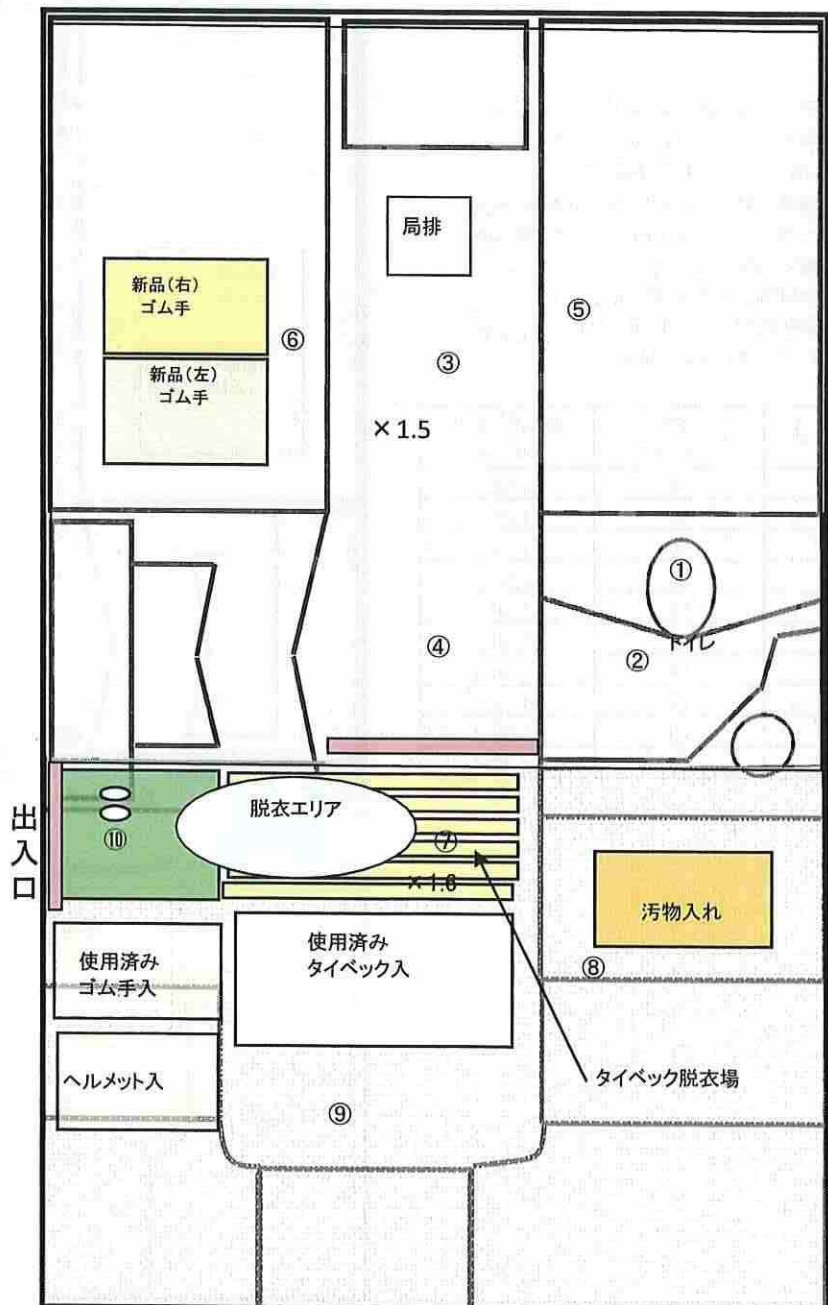 局排
新品(右)
ゴム手
⑥
⑤
新品(左)
ゴム手
③
×1.5
①
トイレ
②
④
脱衣エリア
⑩
⑦
×1.6
出入口
汚物入れ
使用済み
ゴム手入
使用済み
タイベック入
⑧
ヘルメット入
タイベック脱衣場
⑨